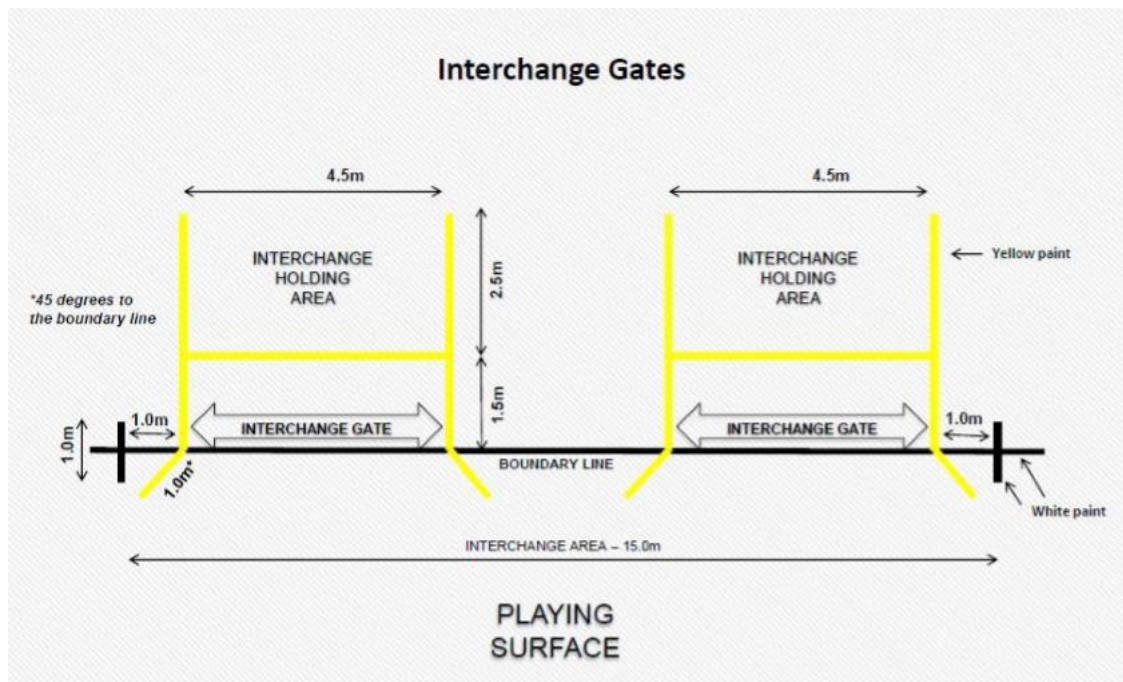 Interchange Gates
4.5m
4.5m
INTERCHANGE
HOLDING
AREA
2.5m
INTERCHANGE
HOLDING
AREA
Yellow paint
*45 degrees to
the boundary line
1.0m
1.0m
INTERCHANGE GATE
1.5m
INTERCHANGE GATE
1.0m
1.0m*
BOUNDARY LINE
White paint
INTERCHANGE AREA – 15.0m
PLAYING
SURFACE